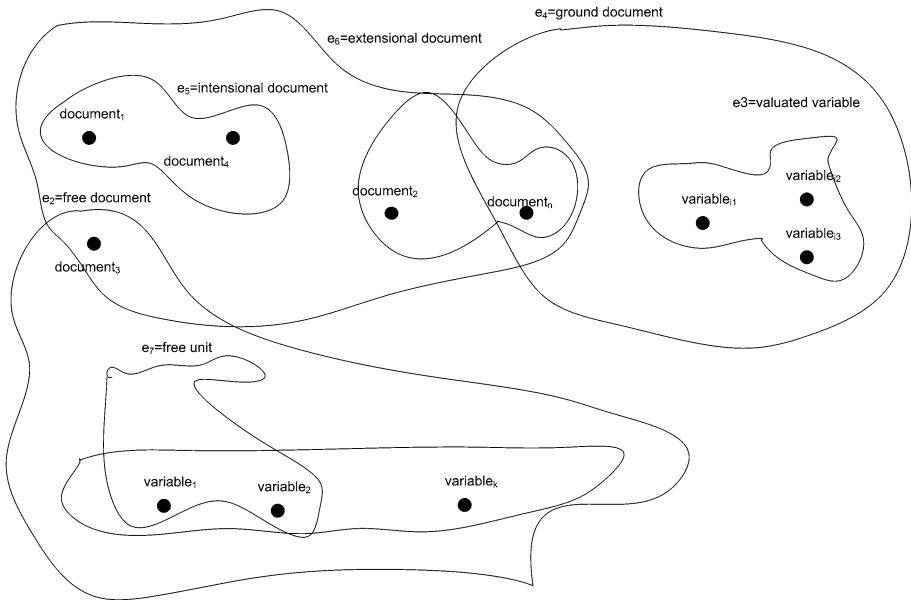 e₄=ground document
e₆=extensional document
e₅=intensional document
e3=valuated variable
document₁
document₄
variableᵢ₂
document₂
e₂=free document
variableᵢ₁
documentₙ
variableᵢ₃
document₃
e₇=free unit
variable₁
variable₂
variableₖ